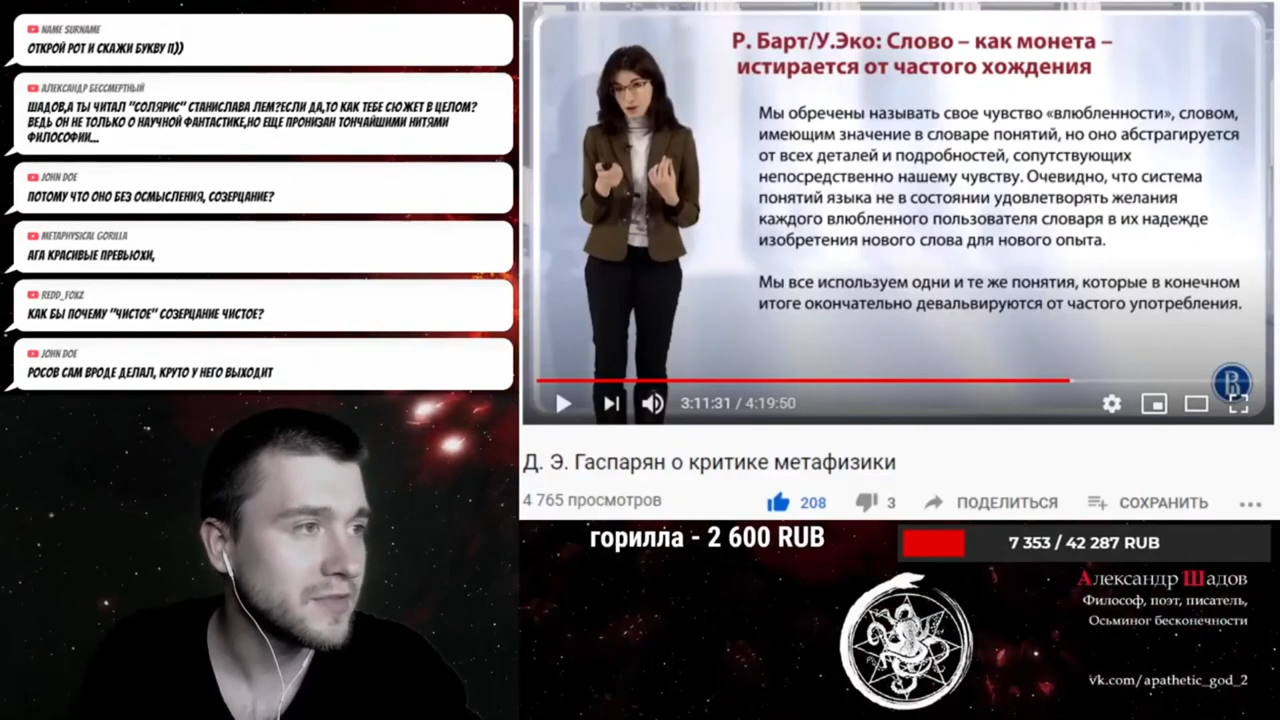 NAME SURNAME
ОТКРОЙ РОТ И СКАЖИ БУКВУ П))
АЛЕКСАНДР БЕССМЕРТНЫЙ
ШАДОВ,А ТЫ ЧИТАЛ "СОЛЯРИС" СТАНИСЛАВА ЛЕМ?ЕСЛИ ДА,ТО КАК ТЕБЕ СЮЖЕТ В ЦЕЛОМ?
ВЕДЬ ОН НЕ ТОЛЬКО О НАУЧНОЙ ФАНТАСТИКЕ,НО ЕЩЕ ПРОНИЗАН ТОНЧАЙШИМИ НИТЯМИ
ФИЛОСОФИИ...
JOHN DOE
ПОТОМУ ЧТО ОНО БЕЗ ОСМЫСЛЕНИЯ, СОЗЕРЦАНИЕ?
METAPHYSICAL GORILLA
АГА КРАСИВЫЕ ПРЕВЬЮХИ,
REDD_FOKZ
КАК БЫ ПОЧЕМУ "ЧИСТОЕ" СОЗЕРЦАНИЕ ЧИСТОЕ?
JOHN DOE
РОСОВ САМ ВРОДЕ ДЕЛАЛ, КРУТО У НЕГО ВЫХОДИТ
Р. Барт/У.Эко: Слово – как монета –
истирается от частого хождения
Мы обречены называть свое чувство «влюбленности», словом,
имеющим значение в словаре понятий, но оно абстрагируется
от всех деталей и подробностей, сопутствующих
непосредственно нашему чувству. Очевидно, что система
понятий языка не в состоянии удовлетворять желания
каждого влюбленного пользователя словаря в их надежде
изобретения нового слова для нового опыта.
Мы все используем одни и те же понятия, которые в конечном
итоге окончательно девальвируются от частого употребления.
3:11:31 / 4:19:50
Д. Э. Гаспарян о критике метафизики
4 765 просмотров
208
3
ПОДЕЛИТЬСЯ
СОХРАНИТЬ
горилла - 2 600 RUB
7 353 / 42 287 RUB
Александр Шадов
Философ, поэт, писатель,
Осьминог бесконечности
vk.com/apathetic_god_2